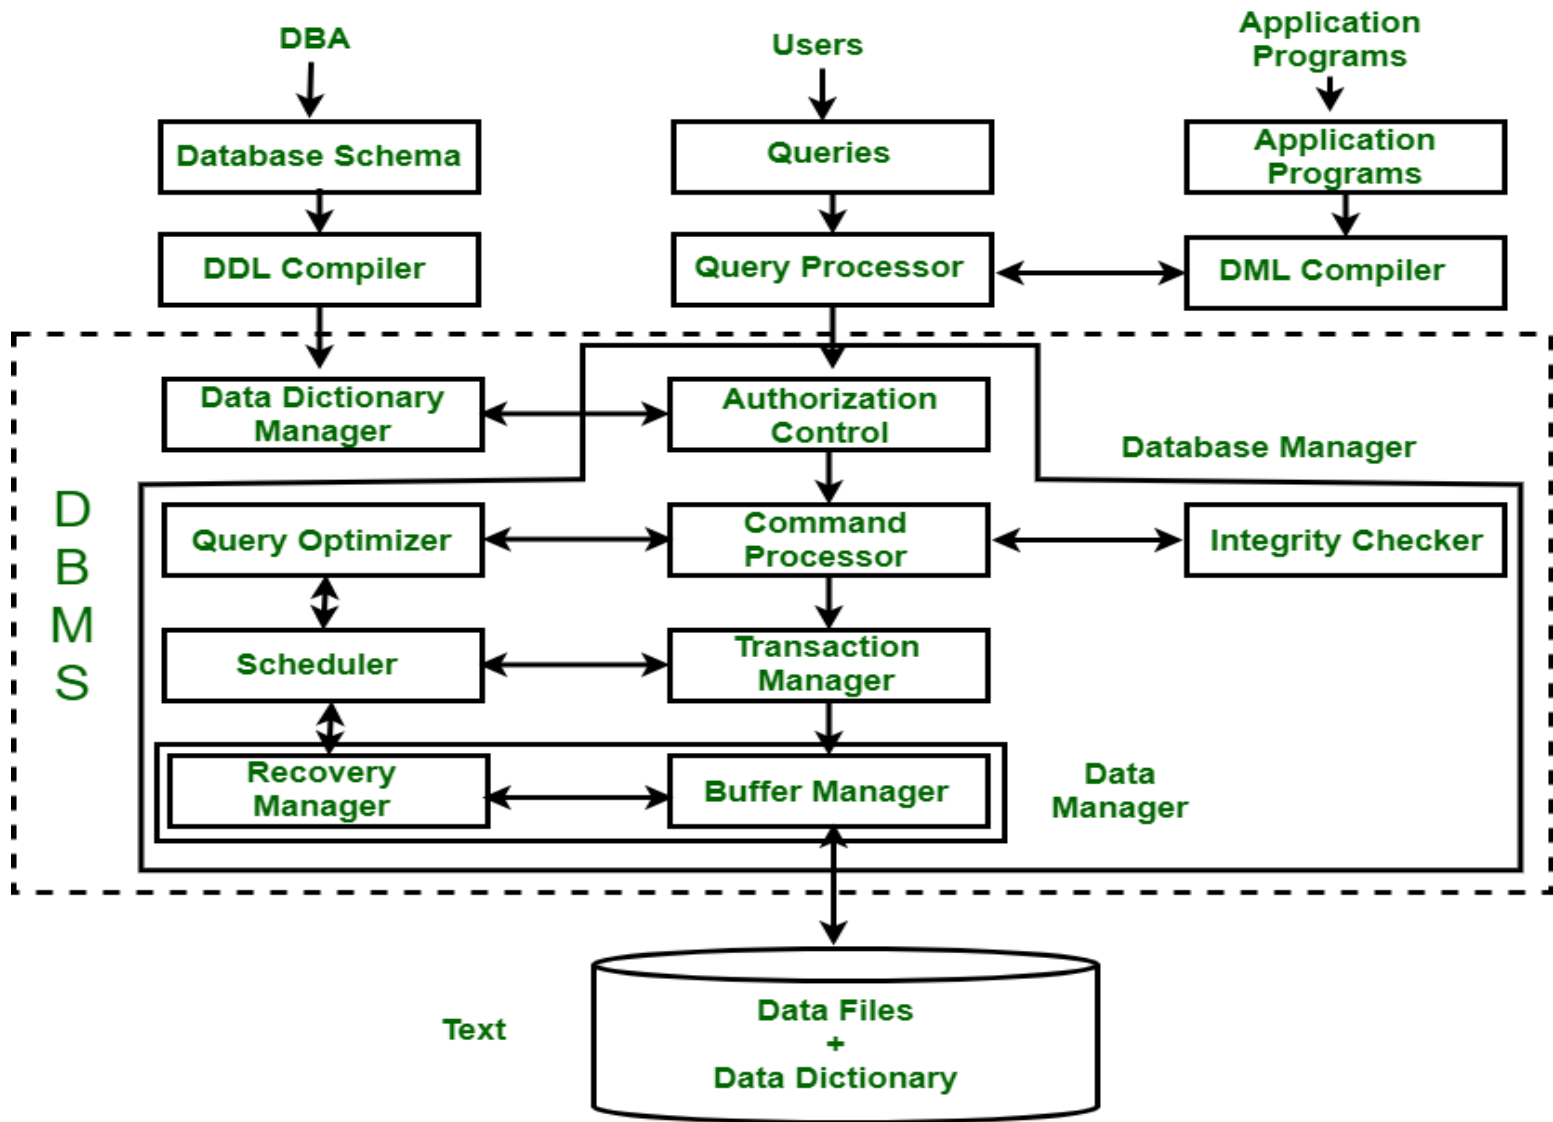 DBA
Users
Application
Programs
Database Schema
Queries
Application
Programs
DDL Compiler
Query Processor
DML Compiler
Data Dictionary
Manager
Authorization
Control
Database Manager
D
B
M
S
Query Optimizer
Command
Processor
Integrity Checker
Scheduler
Transaction
Manager
Recovery
Manager
Buffer Manager
Data
Manager
Text
Data Files
+
Data Dictionary